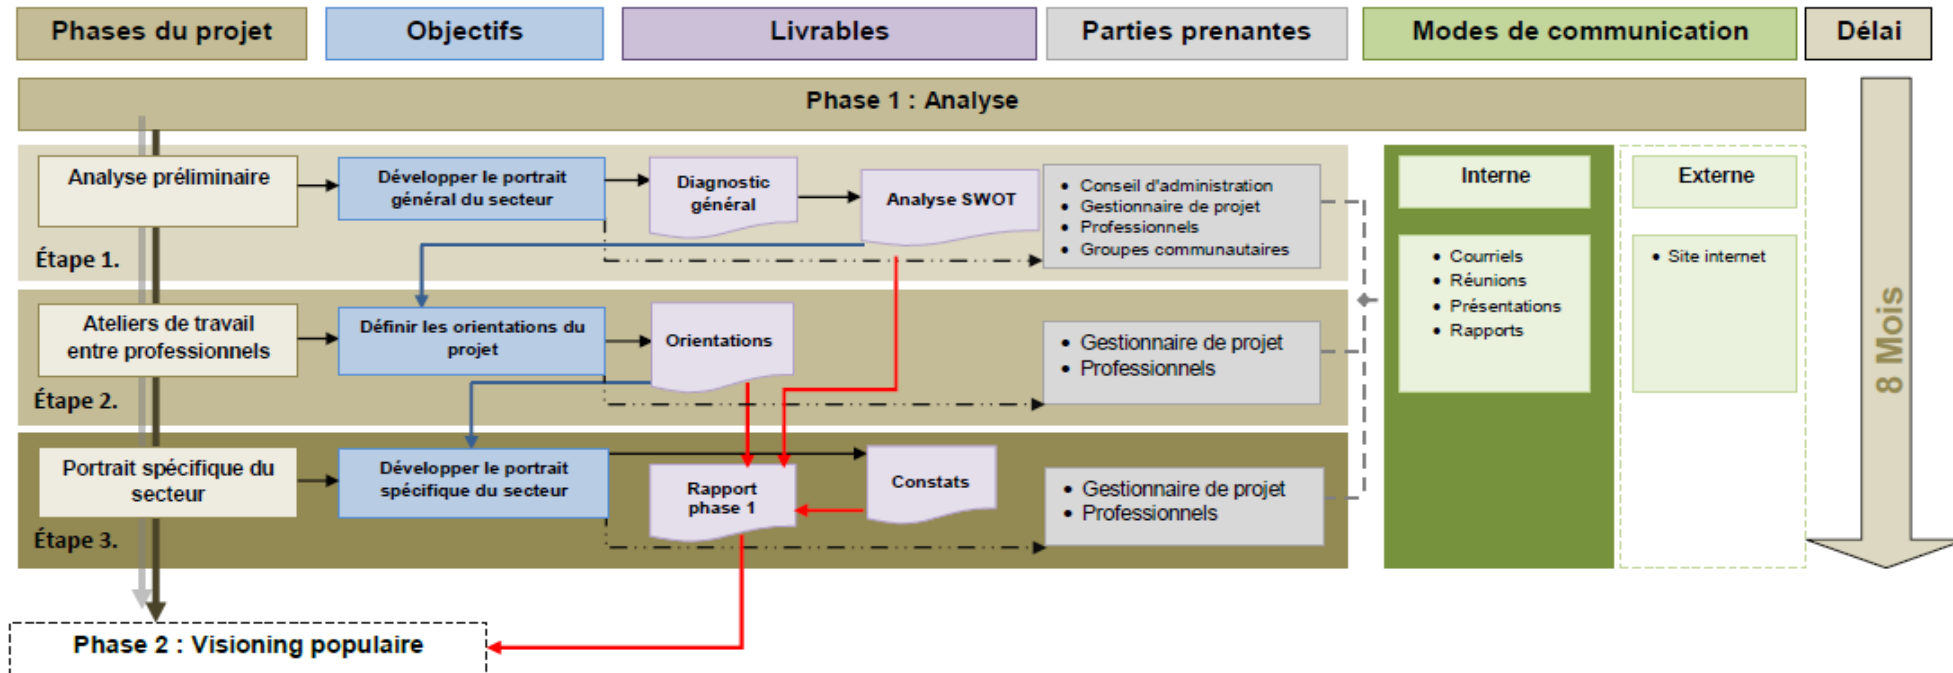 Phases du projet
Objectifs
Livrables
Parties prenantes
Modes de communication
Délai
Phase 1 : Analyse
Analyse préliminaire
Développer le portrait
général du secteur
Diagnostic
général
Analyse SWOT
• Conseil d'administration
• Gestionnaire de projet
• Professionnels
• Groupes communautaires
Étape 1.
Interne
Externe
• Courriels
• Réunions
• Présentations
• Rapports
• Site internet
8 Mois
Ateliers de travail
entre professionnels
Définir les orientations du
projet
Orientations
• Gestionnaire de projet
• Professionnels
Étape 2.
Portrait spécifique du
secteur
Développer le portrait
spécifique du secteur
Rapport
phase 1
Constats
• Gestionnaire de projet
• Professionnels
Étape 3.
Phase 2 : Visioning populaire